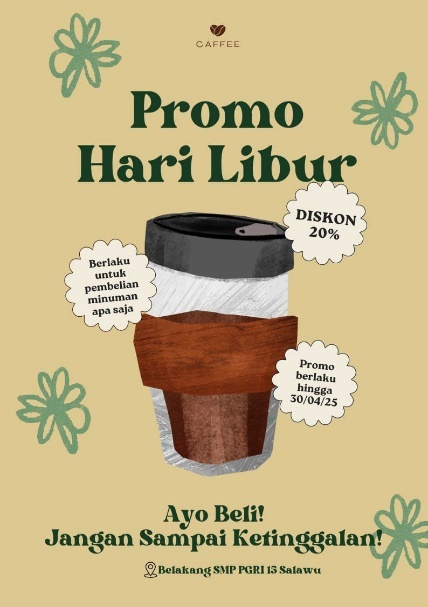 CAFFEE
Promo
Hari Libur
DISKON
20%
Berlaku
untuk
pembelian
minuman
apa saja
Promo
berlaku
hingga
30/04/25
Ayo Beli!
Jangan Sampai Ketinggalan!
Belakang SMP PGRI 15 Salawu